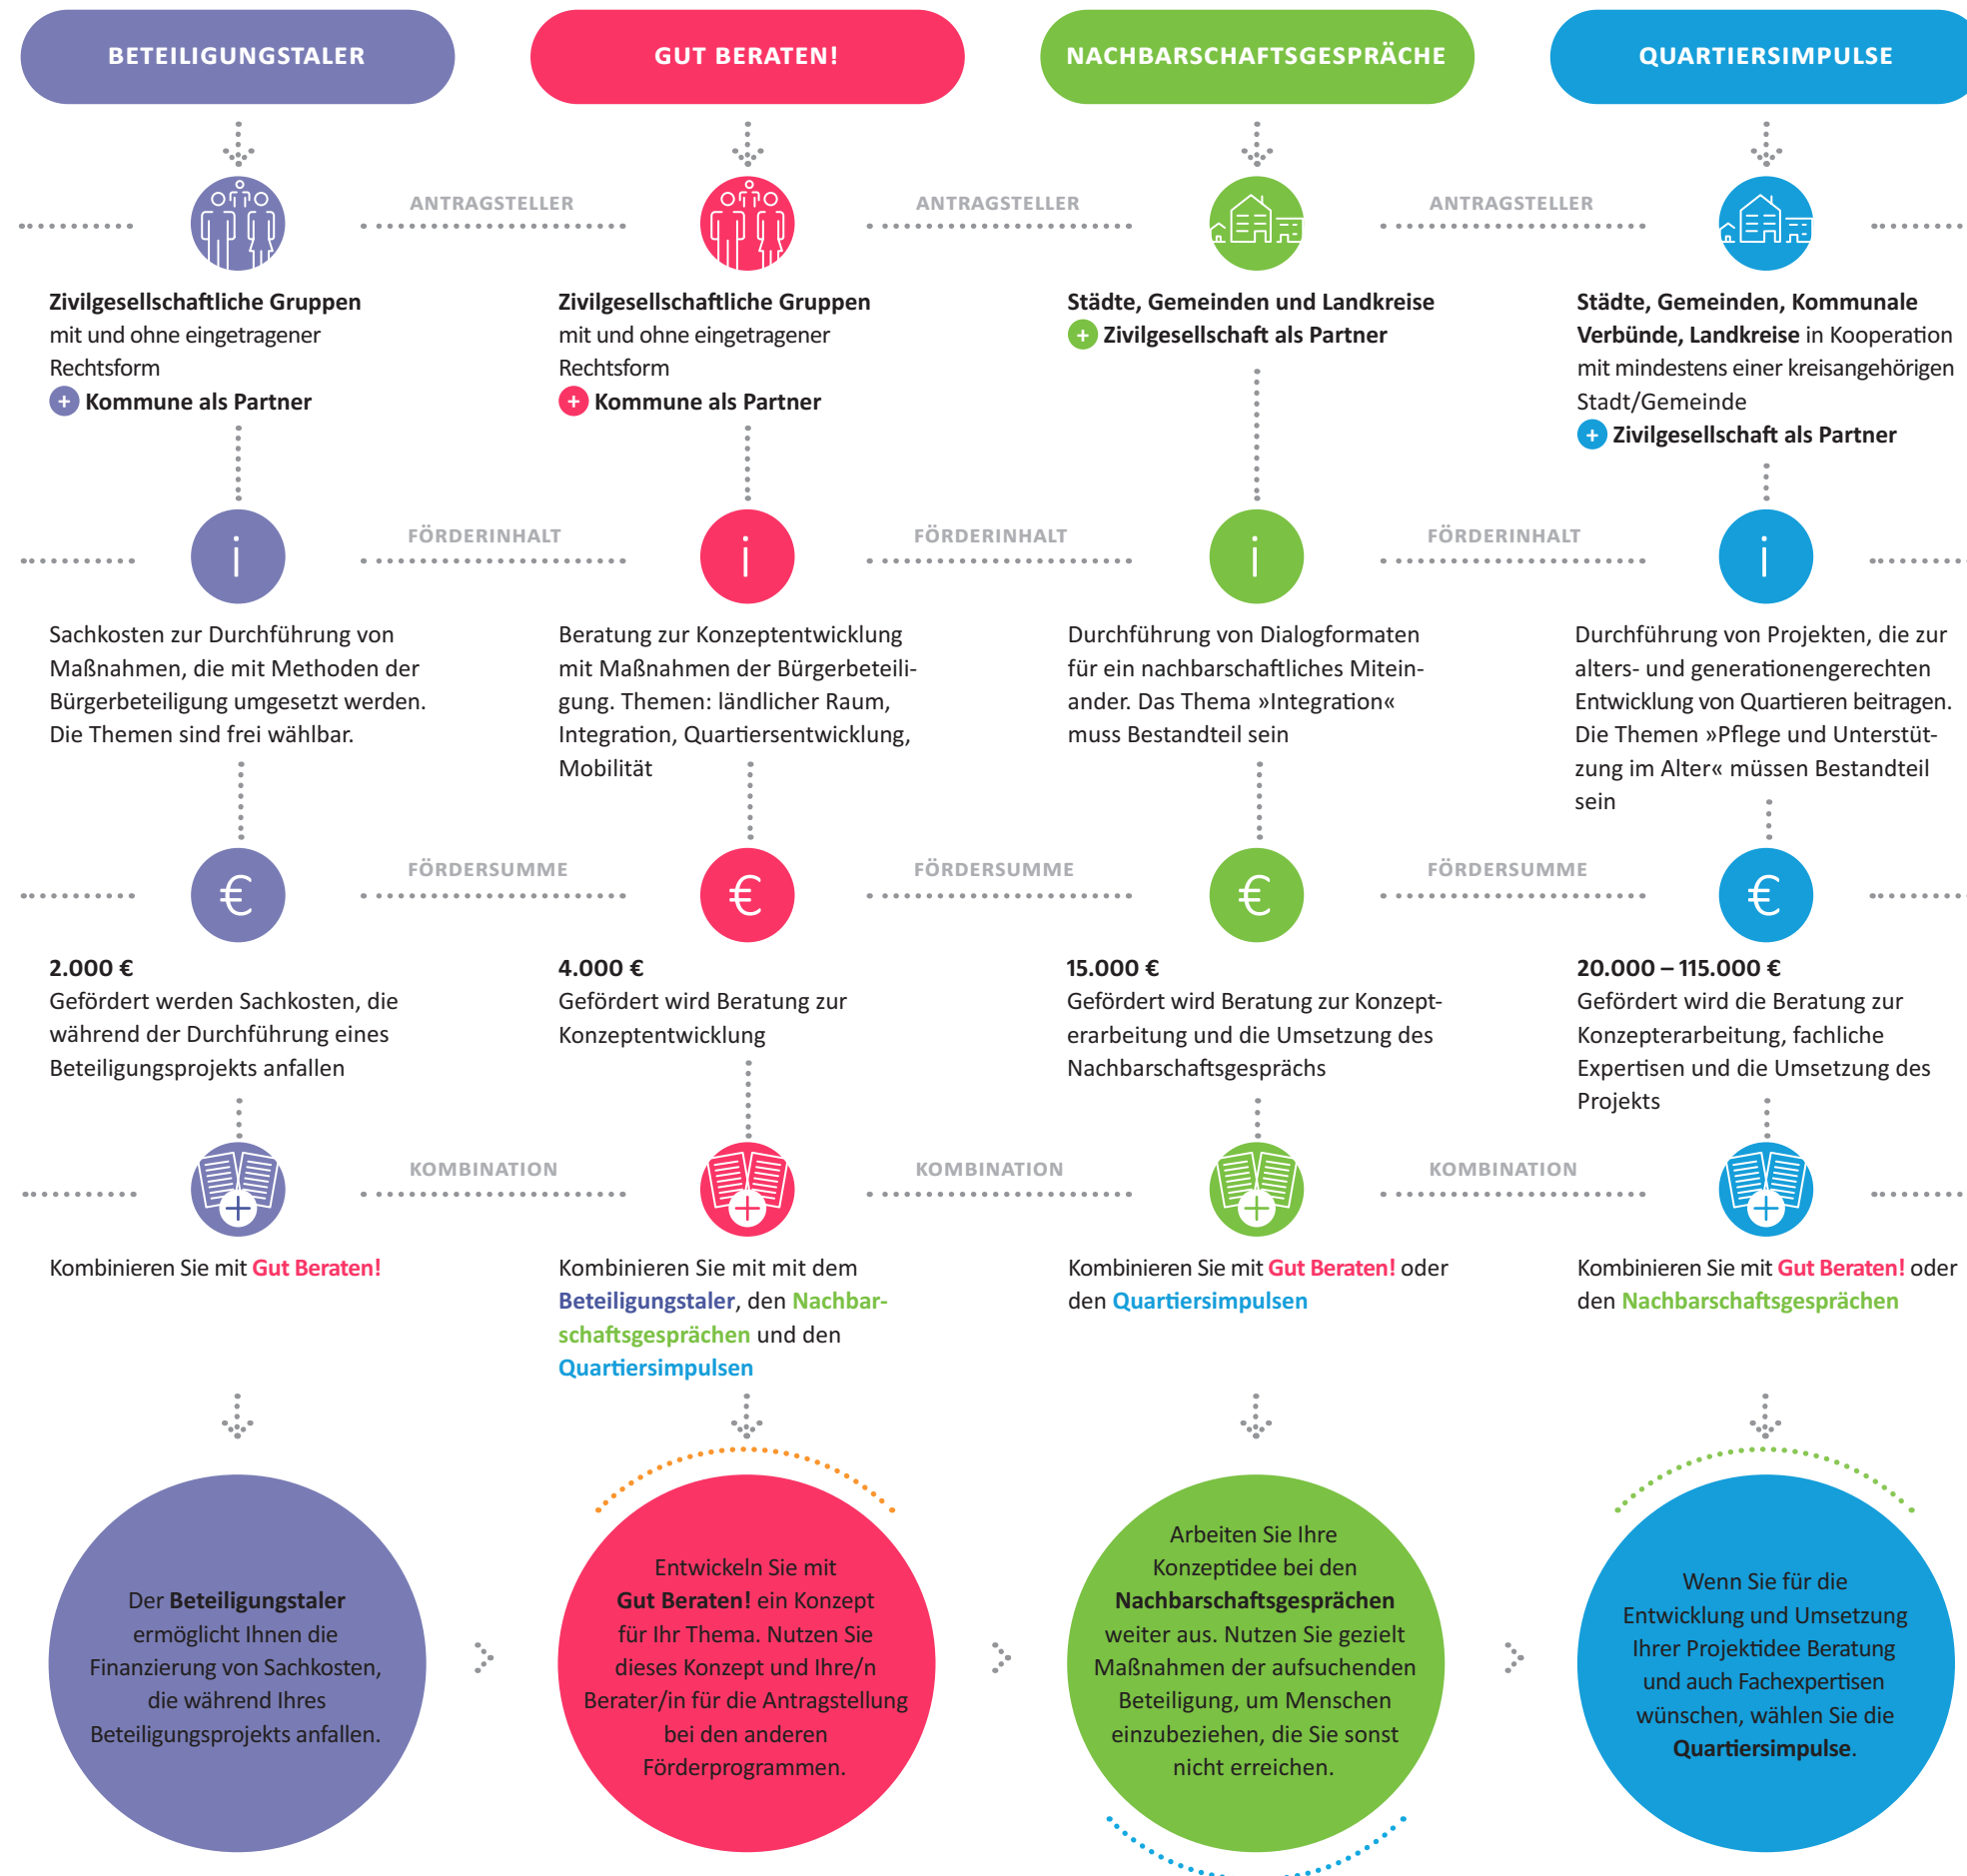 BETEILIGUNGSTALER
GUT BERATEN!
NACHBARSCHAFTSGESPRÄCHE
QUARTIERSIMPULSE
ANTRAGSTELLER
ANTRAGSTELLER
ANTRAGSTELLER
Zivilgesellschaftliche Gruppen
mit und ohne eingetragener
Rechtsform
+ Kommune als Partner
Zivilgesellschaftliche Gruppen
mit und ohne eingetragener
Rechtsform
+ Kommune als Partner
Städte, Gemeinden und Landkreise
+ Zivilgesellschaft als Partner
Städte, Gemeinden, Kommunale
Verbünde, Landkreise in Kooperation
mit mindestens einer kreisangehörigen
Stadt/Gemeinde
+ Zivilgesellschaft als Partner
i
FÖRDERINHALT
i
FÖRDERINHALT
i
FÖRDERINHALT
i
Sachkosten zur Durchführung von
Maßnahmen, die mit Methoden der
Bürgerbeteiligung umgesetzt werden.
Die Themen sind frei wählbar.
Beratung zur Konzeptentwicklung
mit Maßnahmen der Bürgerbeteili-
gung. Themen: ländlicher Raum,
Integration, Quartiersentwicklung,
Mobilität
Durchführung von Dialogformaten
für ein nachbarschaftliches Mitein-
ander. Das Thema »Integration«
muss Bestandteil sein
Durchführung von Projekten, die zur
alters- und generationengerechten
Entwicklung von Quartieren beitragen.
Die Themen »Pflege und Unterstüt-
zung im Alter« müssen Bestandteil
sein
€
FÖRDERSUMME
€
FÖRDERSUMME
€
FÖRDERSUMME
€
2.000 €
Gefördert werden Sachkosten, die
während der Durchführung eines
Beteiligungsprojekts anfallen
4.000 €
Gefördert wird Beratung zur
Konzeptentwicklung
15.000 €
Gefördert wird Beratung zur Konzept-
erarbeitung und die Umsetzung des
Nachbarschaftsgesprächs
20.000 – 115.000 €
Gefördert wird die Beratung zur
Konzepterarbeitung, fachliche
Expertisen und die Umsetzung des
Projekts
KOMBINATION
KOMBINATION
KOMBINATION
Kombinieren Sie mit Gut Beraten!
Kombinieren Sie mit mit dem
Beteiligungstaler, den Nachbar-
schaftsgesprächen und den
Quartiersimpulsen
Kombinieren Sie mit Gut Beraten! oder
den Quartiersimpulsen
Kombinieren Sie mit Gut Beraten! oder
den Nachbarschaftsgesprächen
Der Beteiligungstaler
ermöglicht Ihnen die
Finanzierung von Sachkosten,
die während Ihres
Beteiligungsprojekts anfallen.
Entwickeln Sie mit
Gut Beraten! ein Konzept
für Ihr Thema. Nutzen Sie
dieses Konzept und Ihre/n
Berater/in für die Antragstellung
bei den anderen
Förderprogrammen.
Arbeiten Sie Ihre
Konzeptidee bei den
Nachbarschaftsgesprächen
weiter aus. Nutzen Sie gezielt
Maßnahmen der aufsuchenden
Beteiligung, um Menschen
einzubeziehen, die Sie sonst
nicht erreichen.
Wenn Sie für die
Entwicklung und Umsetzung
Ihrer Projektidee Beratung
und auch Fachexpertisen
wünschen, wählen Sie die
Quartiersimpulse.